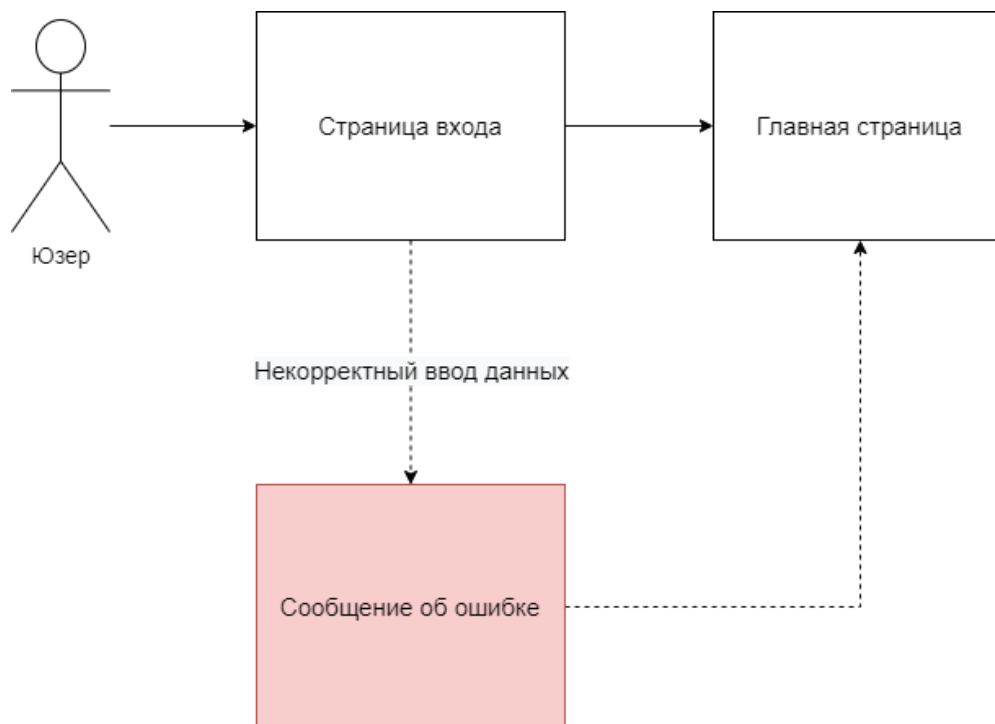 Страница входа
Главная страница
Юзер
Некорректный ввод данных
Сообщение об ошибке